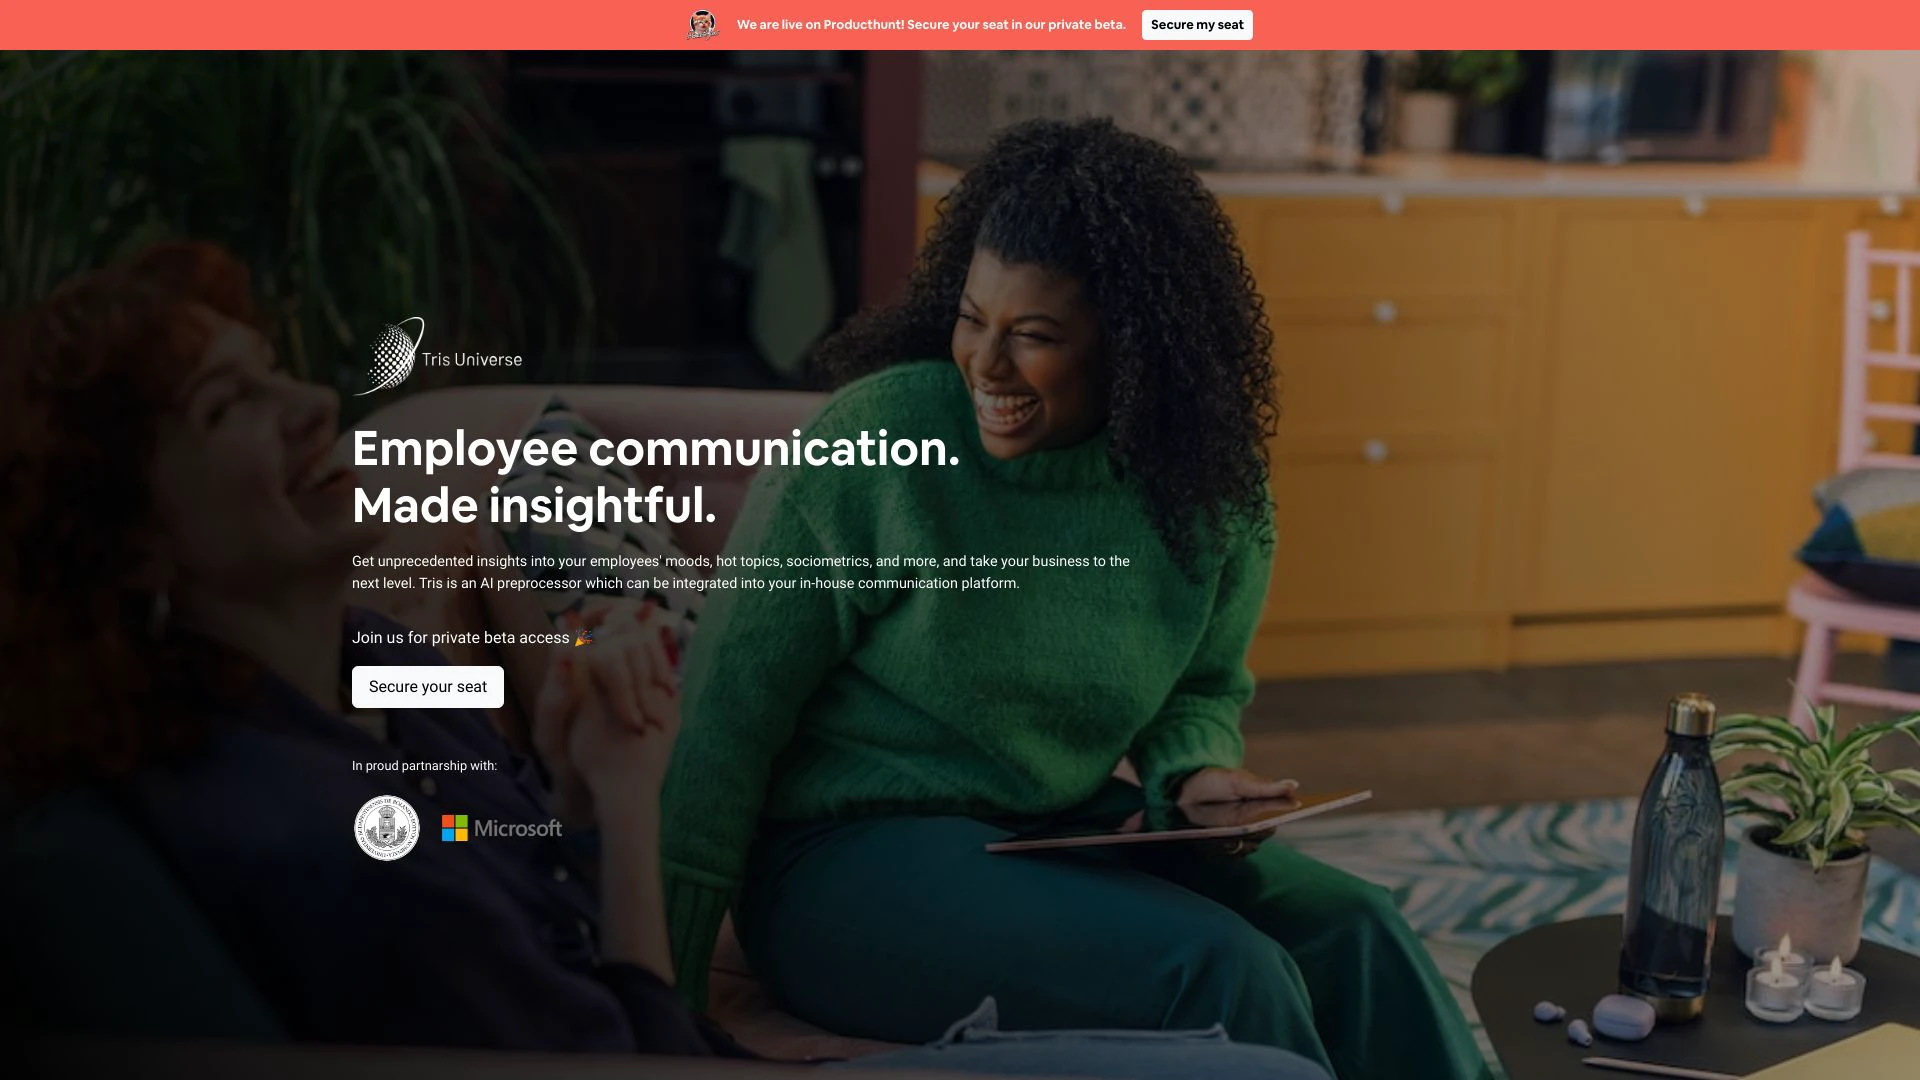 We are live on Producthunt! Secure your seat in our private beta.
Secure my seat
Tris Universe
Employee communication.
Made insightful.
Get unprecedented insights into your employees' moods, hot topics, sociometrics, and more, and take your business to the
next level. Tris is an AI preprocessor which can be integrated into your in-house communication platform.
Join us for private beta access 🎉
Secure your seat
In proud partnarship with:
Microsoft